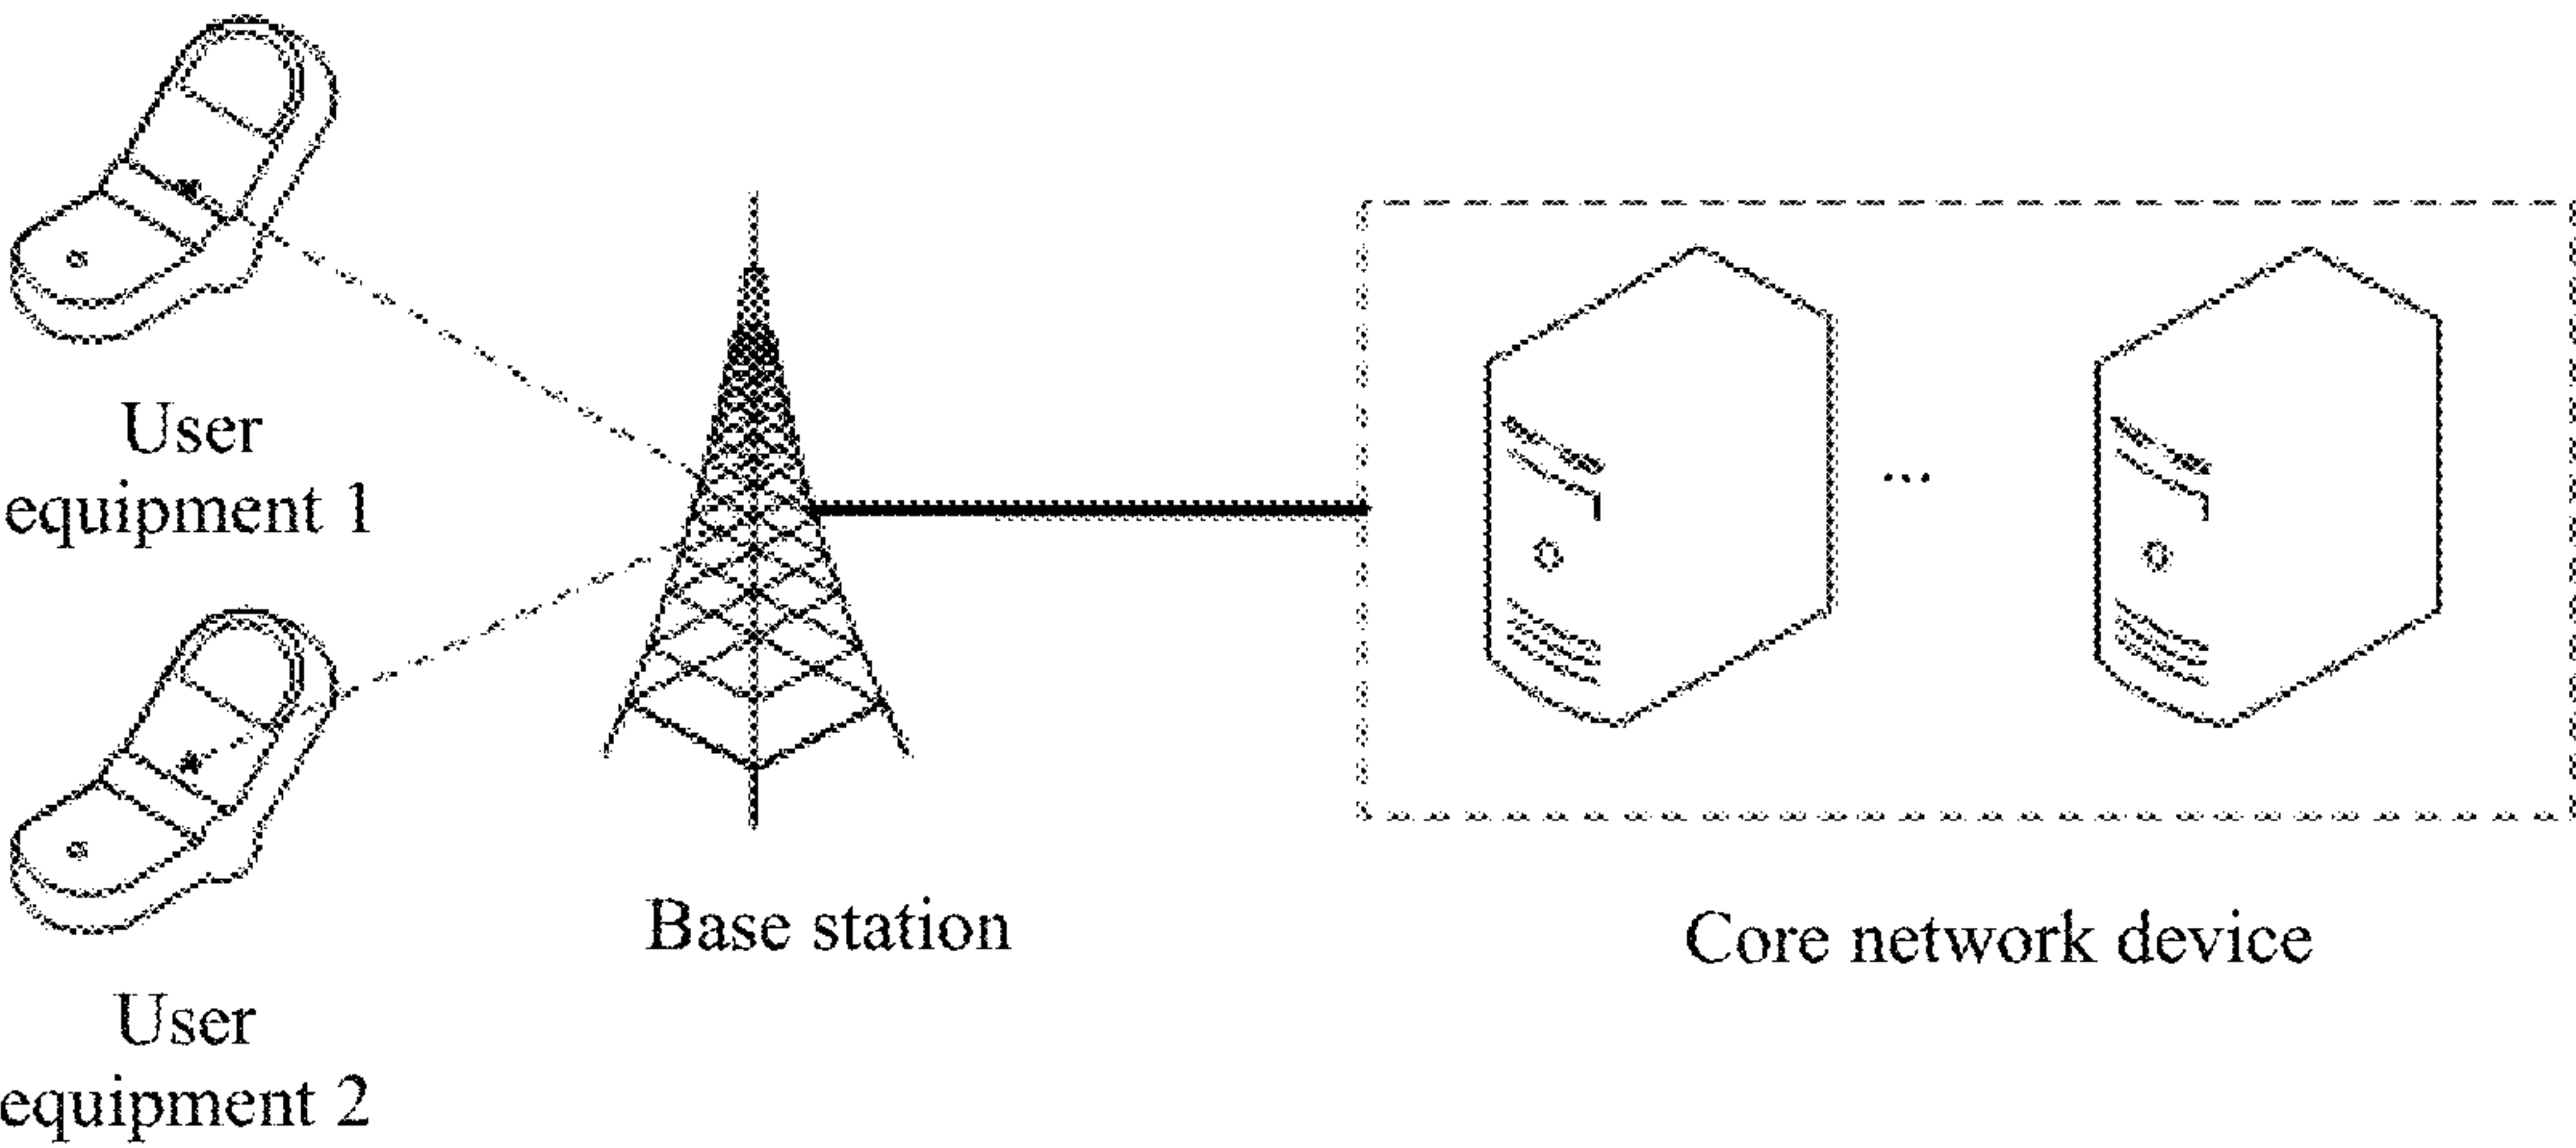 User
equipment 1
...
Base station
Core network device
User
equipment 2